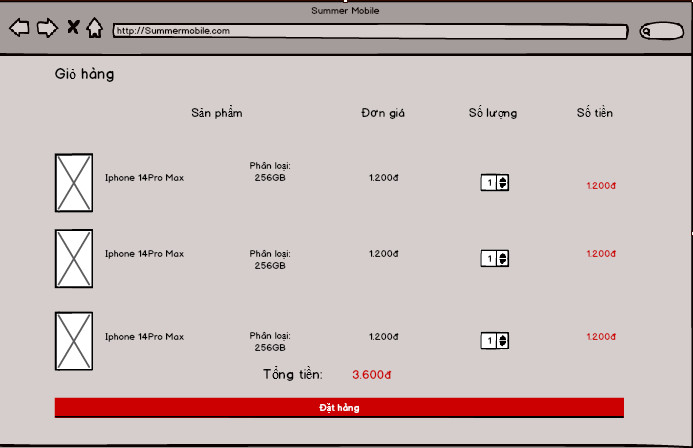 Summer Mobile
http://Summermobile.com
Giỏ hàng
Sản phẩm Đơn giá Số lượng Số tiền
Iphone 14Pro Max Phân loại: 256GB 1.200đ 1 1.200đ
Iphone 14Pro Max Phân loại: 256GB 1.200đ 1 1.200đ
Iphone 14Pro Max Phân loại: 256GB 1.200đ 1 1.200đ
Tổng tiền: 3.600đ
Đặt hàng